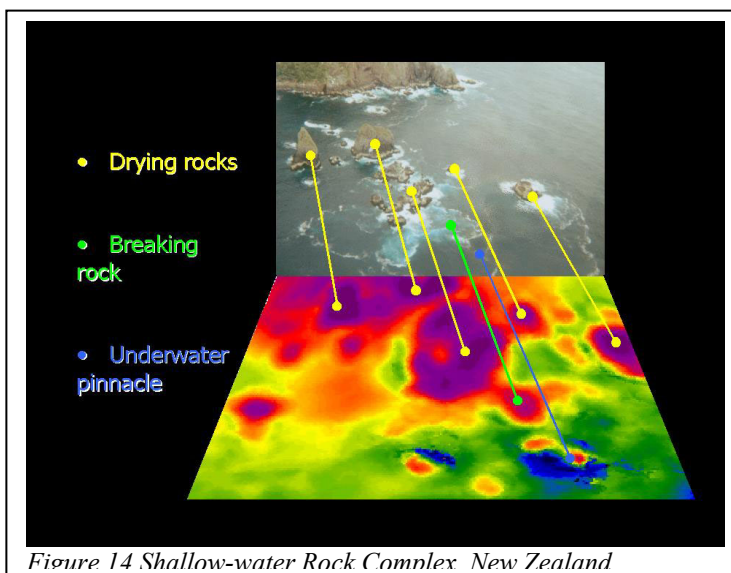 • Drying rocks
• Breaking
rock
• Underwater
pinnacle
Figure 14 Shallow-water Rock Complex, New Zealand